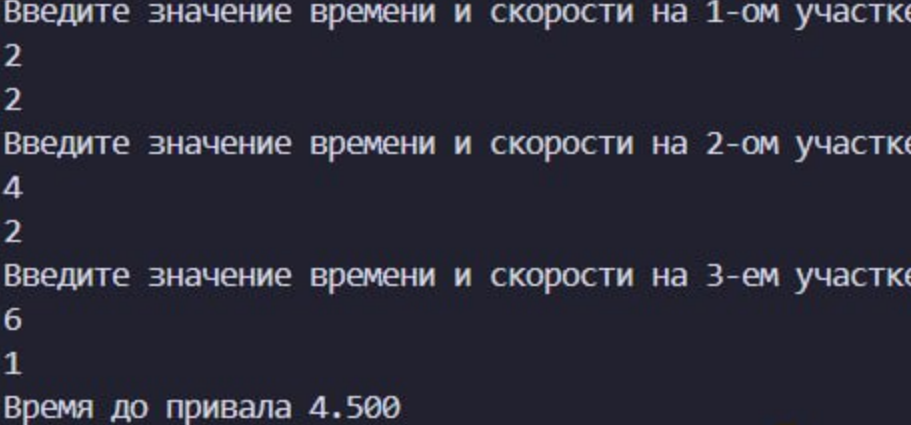 Введите значение времени и скорости на 1-ом участке
2
2
Введите значение времени и скорости на 2-ом участке
4
2
Введите значение времени и скорости на 3-ем участке
6
1
Время до привала 4.500